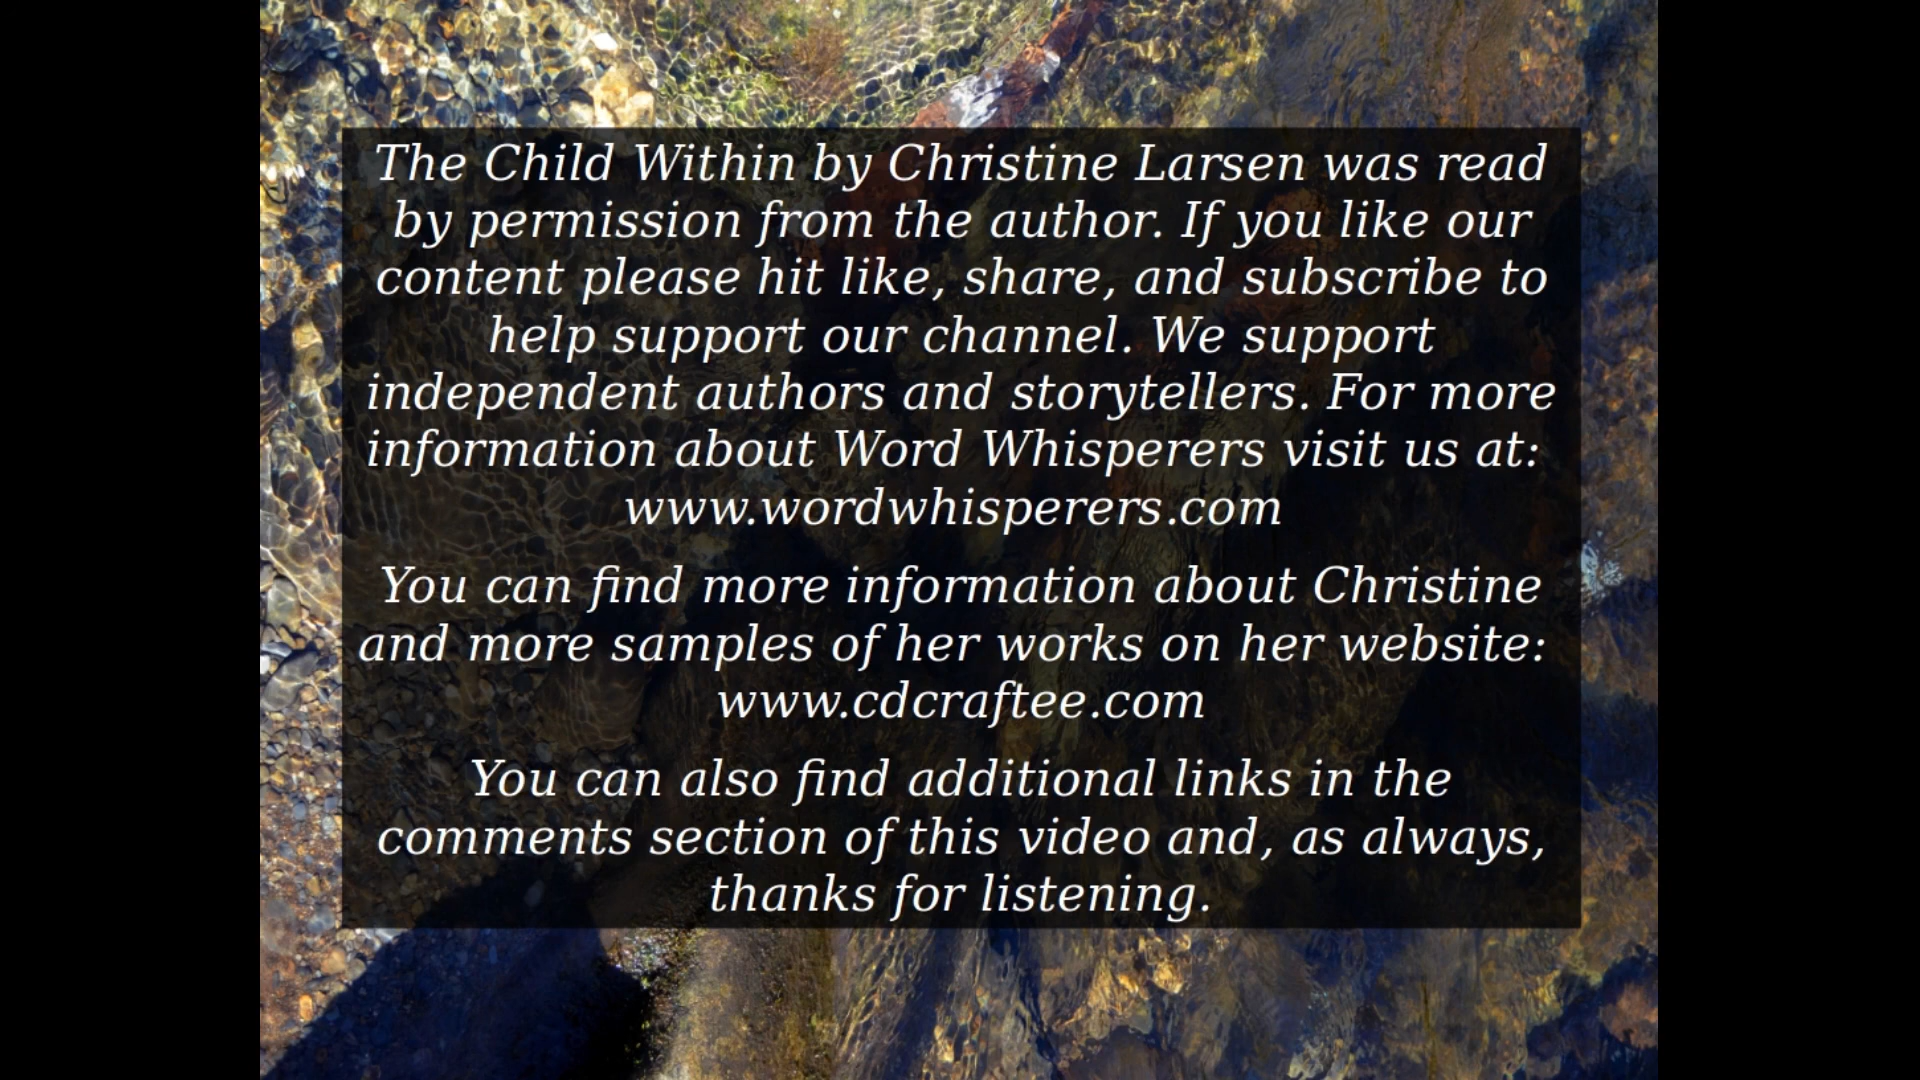 The Child Within by Christine Larsen was read
by permission from the author. If you like our
content please hit like, share, and subscribe to
help support our channel. We support
independent authors and storytellers. For more
information about Word Whisperers visit us at:
www.wordwhisperers.com
You can find more information about Christine
and more samples of her works on her website:
www.cdcraftee.com
You can also find additional links in the
comments section of this video and, as always,
thanks for listening.